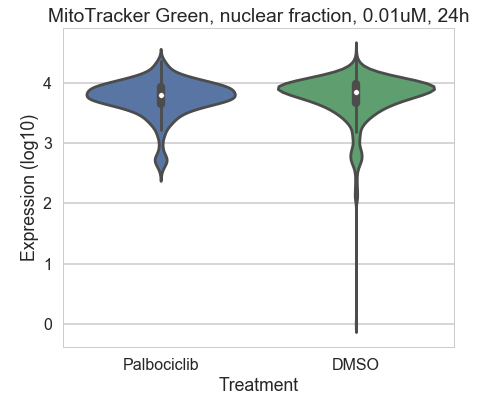 MitoTracker Green, nuclear fraction, 0.01uM, 24h
Expression (log10)
4
3
2
1
0
Palbociclib
DMSO
Treatment